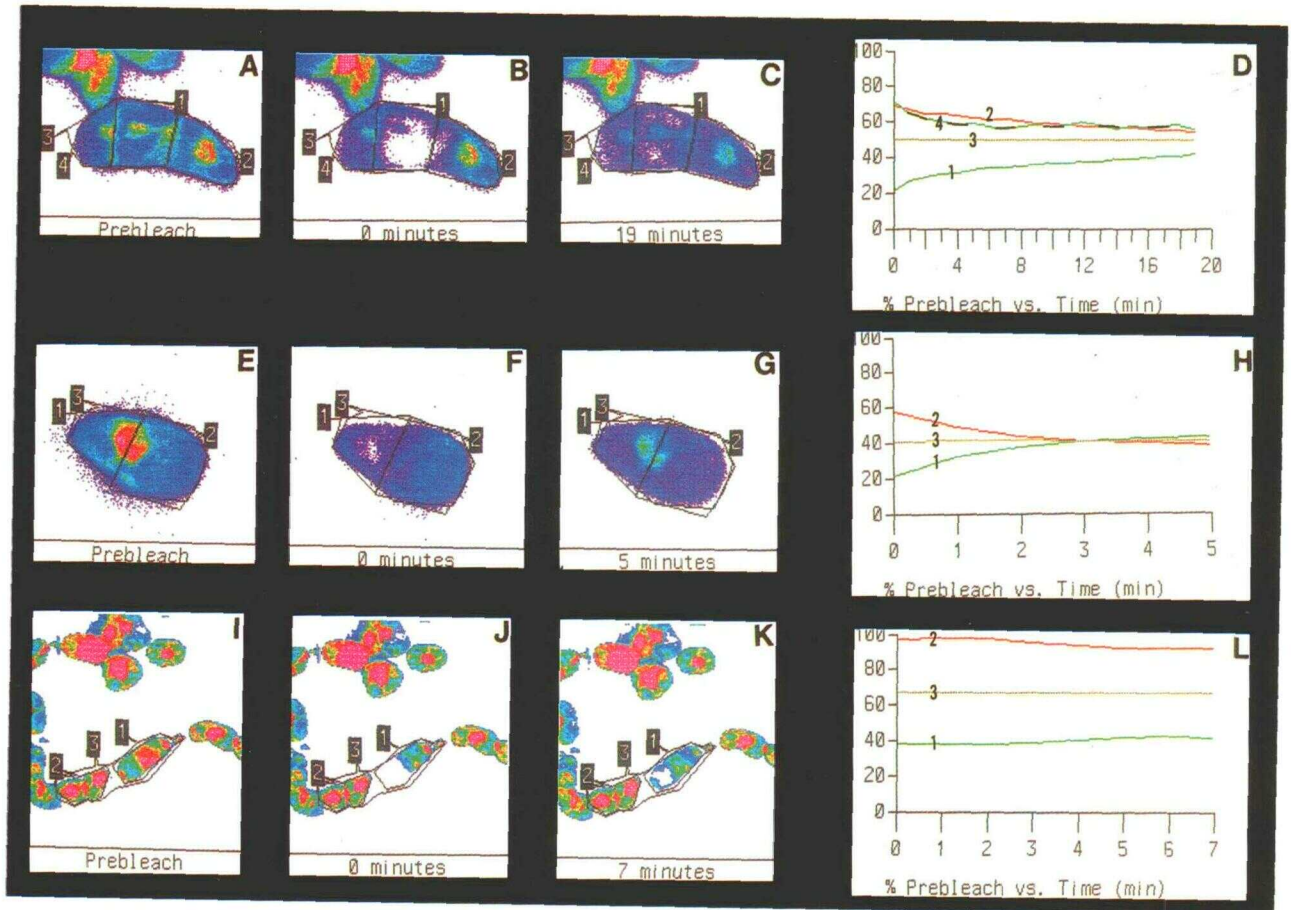 A
1
3
4
2
Prebleach
B
1
3
4
2
0 minutes
C
1
3
4
2
19 minutes
D
100
80
60
40
20
0
2
4
3
1
0 4 8 12 16 20
% Prebleach vs. Time (min)
E
3
1
2
Prebleach
F
3
1
2
0 minutes
G
3
1
2
5 minutes
H
100
80
60
40
20
0
2
3
1
0 1 2 3 4 5
% Prebleach vs. Time (min)
I
1
3
2
Prebleach
J
1
3
2
0 minutes
K
1
3
2
7 minutes
L
100
80
60
40
20
0
2
3
1
0 1 2 3 4 5 6 7
% Prebleach vs. Time (min)